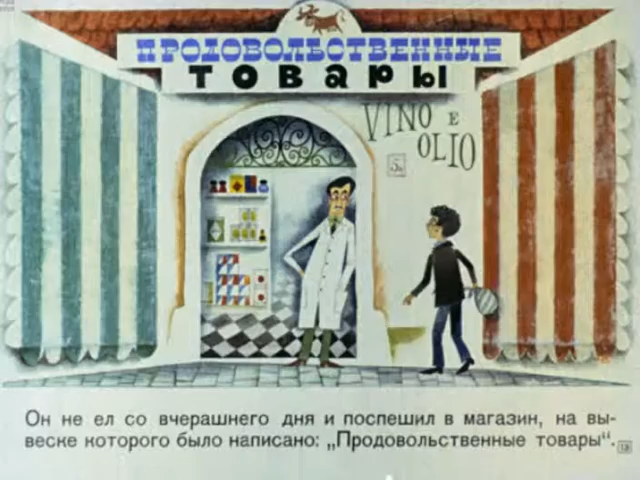 ПРОДОВОЛЬСТВЕННЫЕ
товары
VINO E
OLIO
Он не ел со вчерашнего дня и поспешил в магазин, на вы-
веске которого было написано: „Продовольственные товары“.